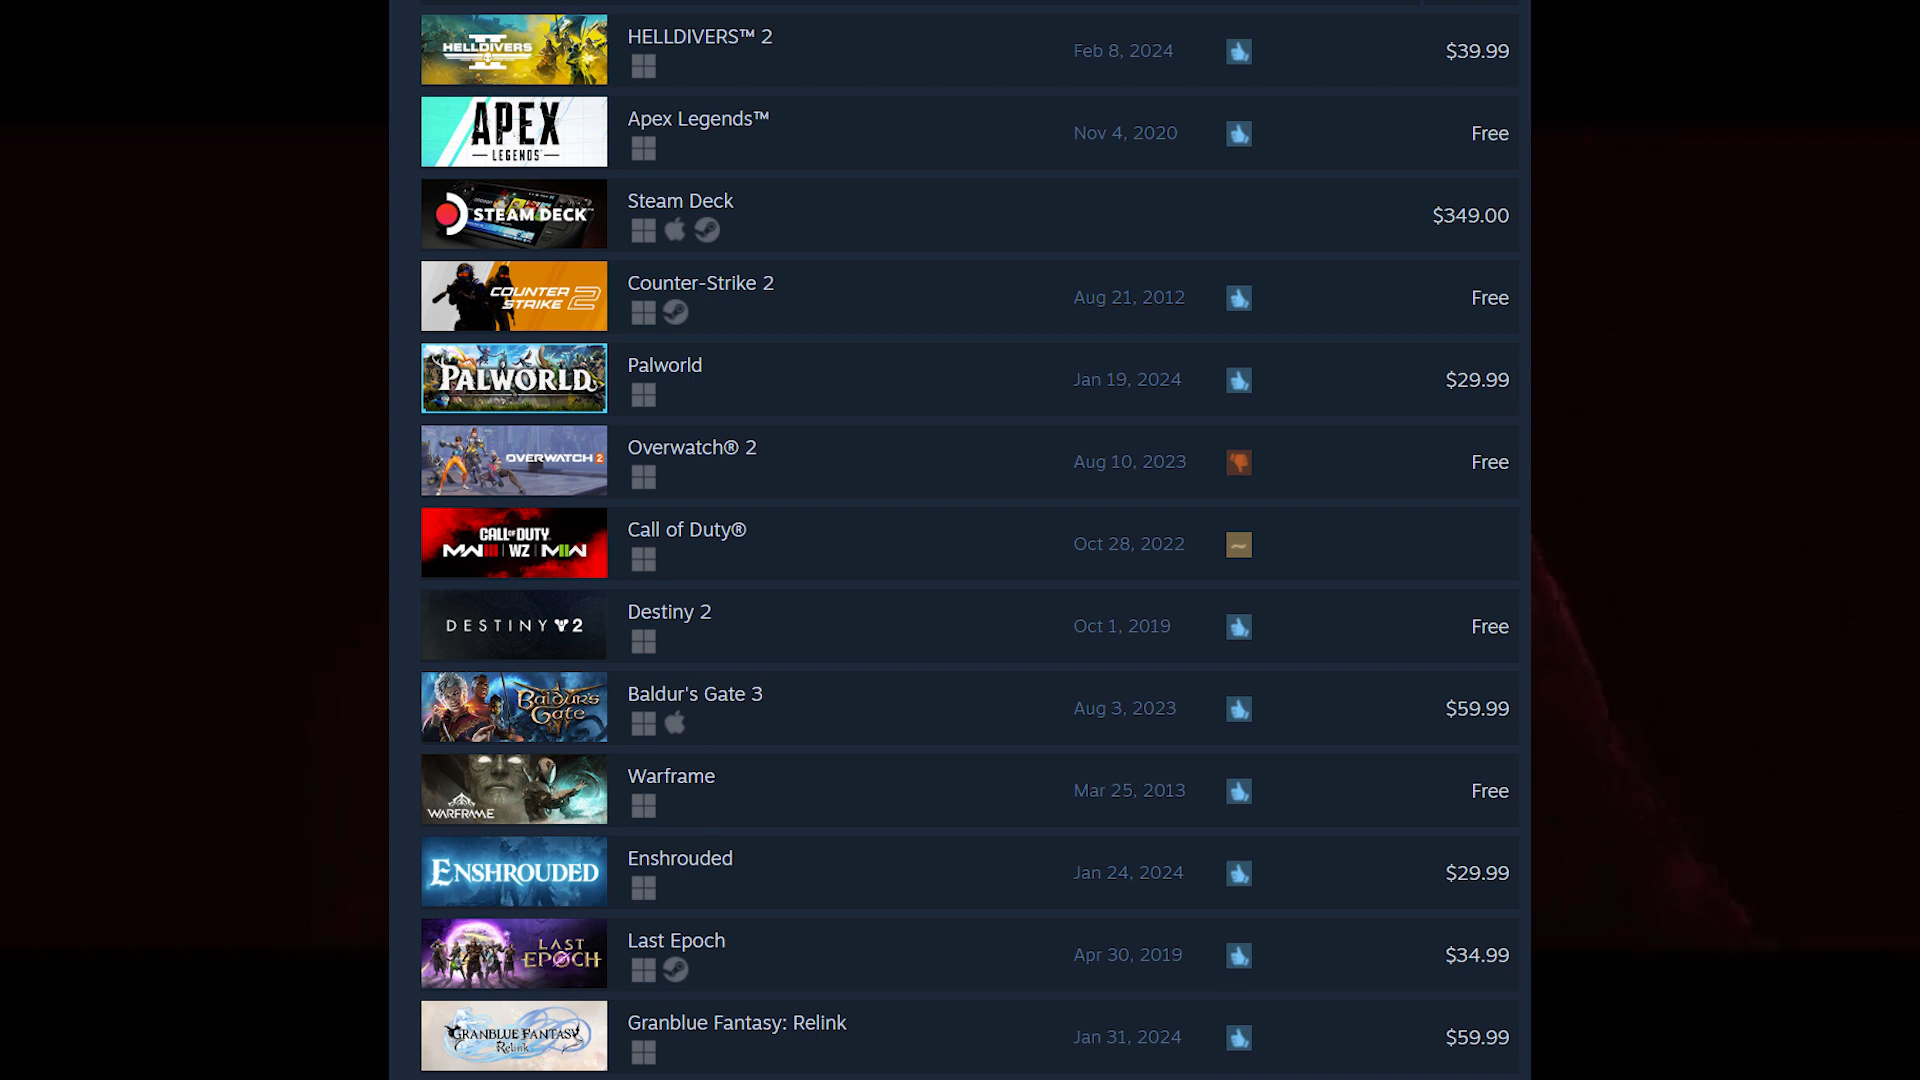 HELLDIVERS II
HELLDIVERS™ 2
Feb 8, 2024
$39.99
APEX
LEGENDS
Apex Legends™
Nov 4, 2020
Free
STEAM DECK
Steam Deck
$349.00
COUNTER
STRIKE 2
Counter-Strike 2
Aug 21, 2012
Free
PALWORLD
Palworld
Jan 19, 2024
$29.99
OVERWATCH 2
Overwatch® 2
Aug 10, 2023
Free
CALL OF DUTY
MWIII | WZ | MWII
Call of Duty®
Oct 28, 2022
~
DESTINY 2
Destiny 2
Oct 1, 2019
Free
Baldur's
Gate
Baldur's Gate 3
Aug 3, 2023
$59.99
WARFRAME
Warframe
Mar 25, 2013
Free
ENSHROUDED
Enshrouded
Jan 24, 2024
$29.99
LAST
EPOCH
Last Epoch
Apr 30, 2019
$34.99
GRANBLUE FANTASY
Relink
Granblue Fantasy: Relink
Jan 31, 2024
$59.99